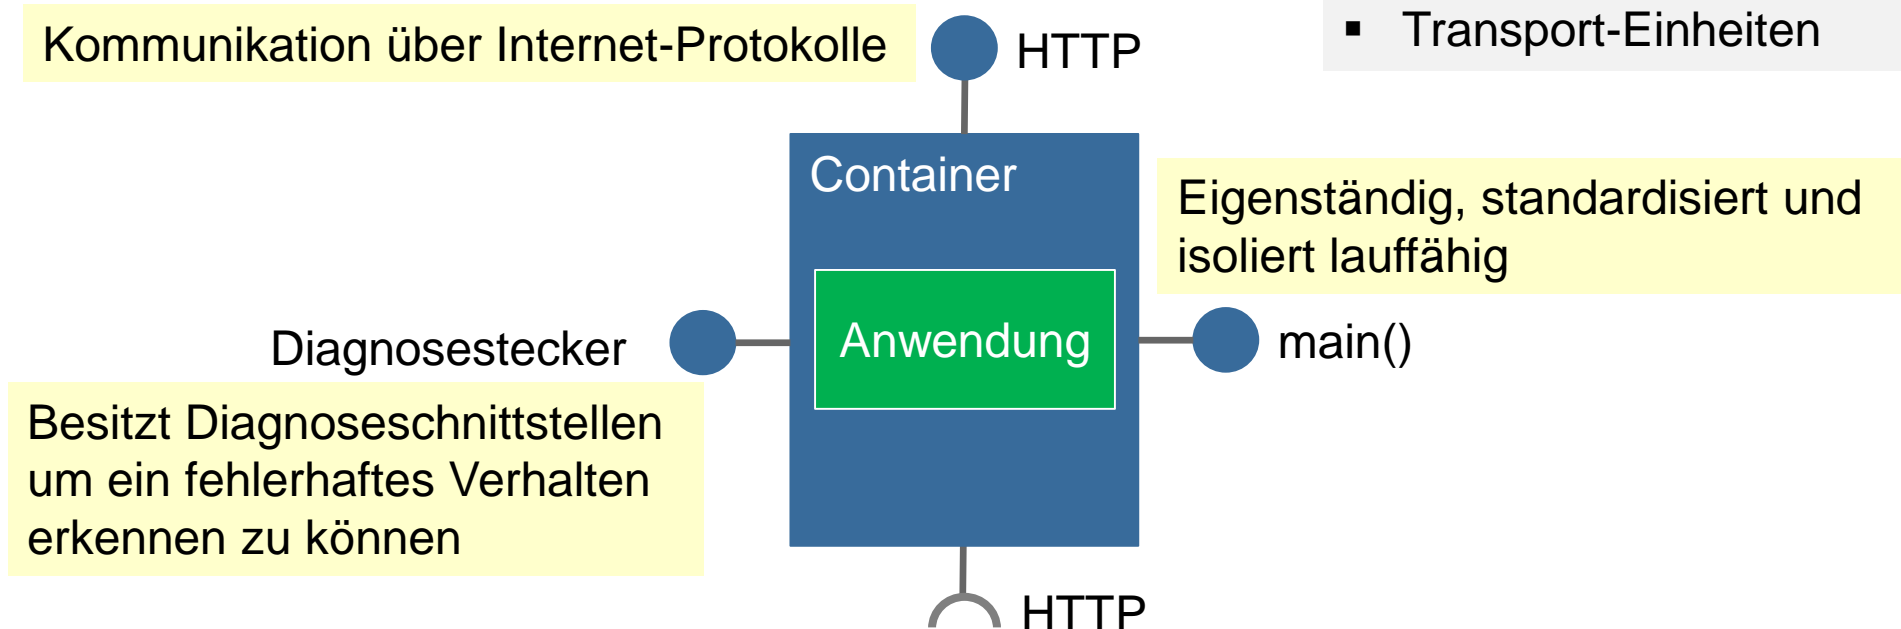 Kommunikation über Internet-Protokolle
HTTP
▪ Transport-Einheiten
Container
Eigenständig, standardisiert und
isoliert lauffähig
Anwendung
Diagnosestecker
main()
Besitzt Diagnoseschnittstellen
um ein fehlerhaftes Verhalten
erkennen zu können
HTTP